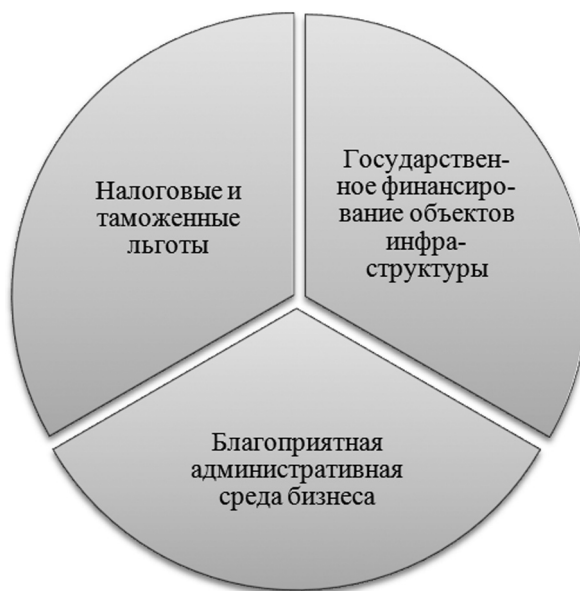 Налоговые и
таможенные
льготы
Государствен-
ное финансиро-
вание объектов
инфра-
структуры
Благоприятная
административная
среда бизнеса